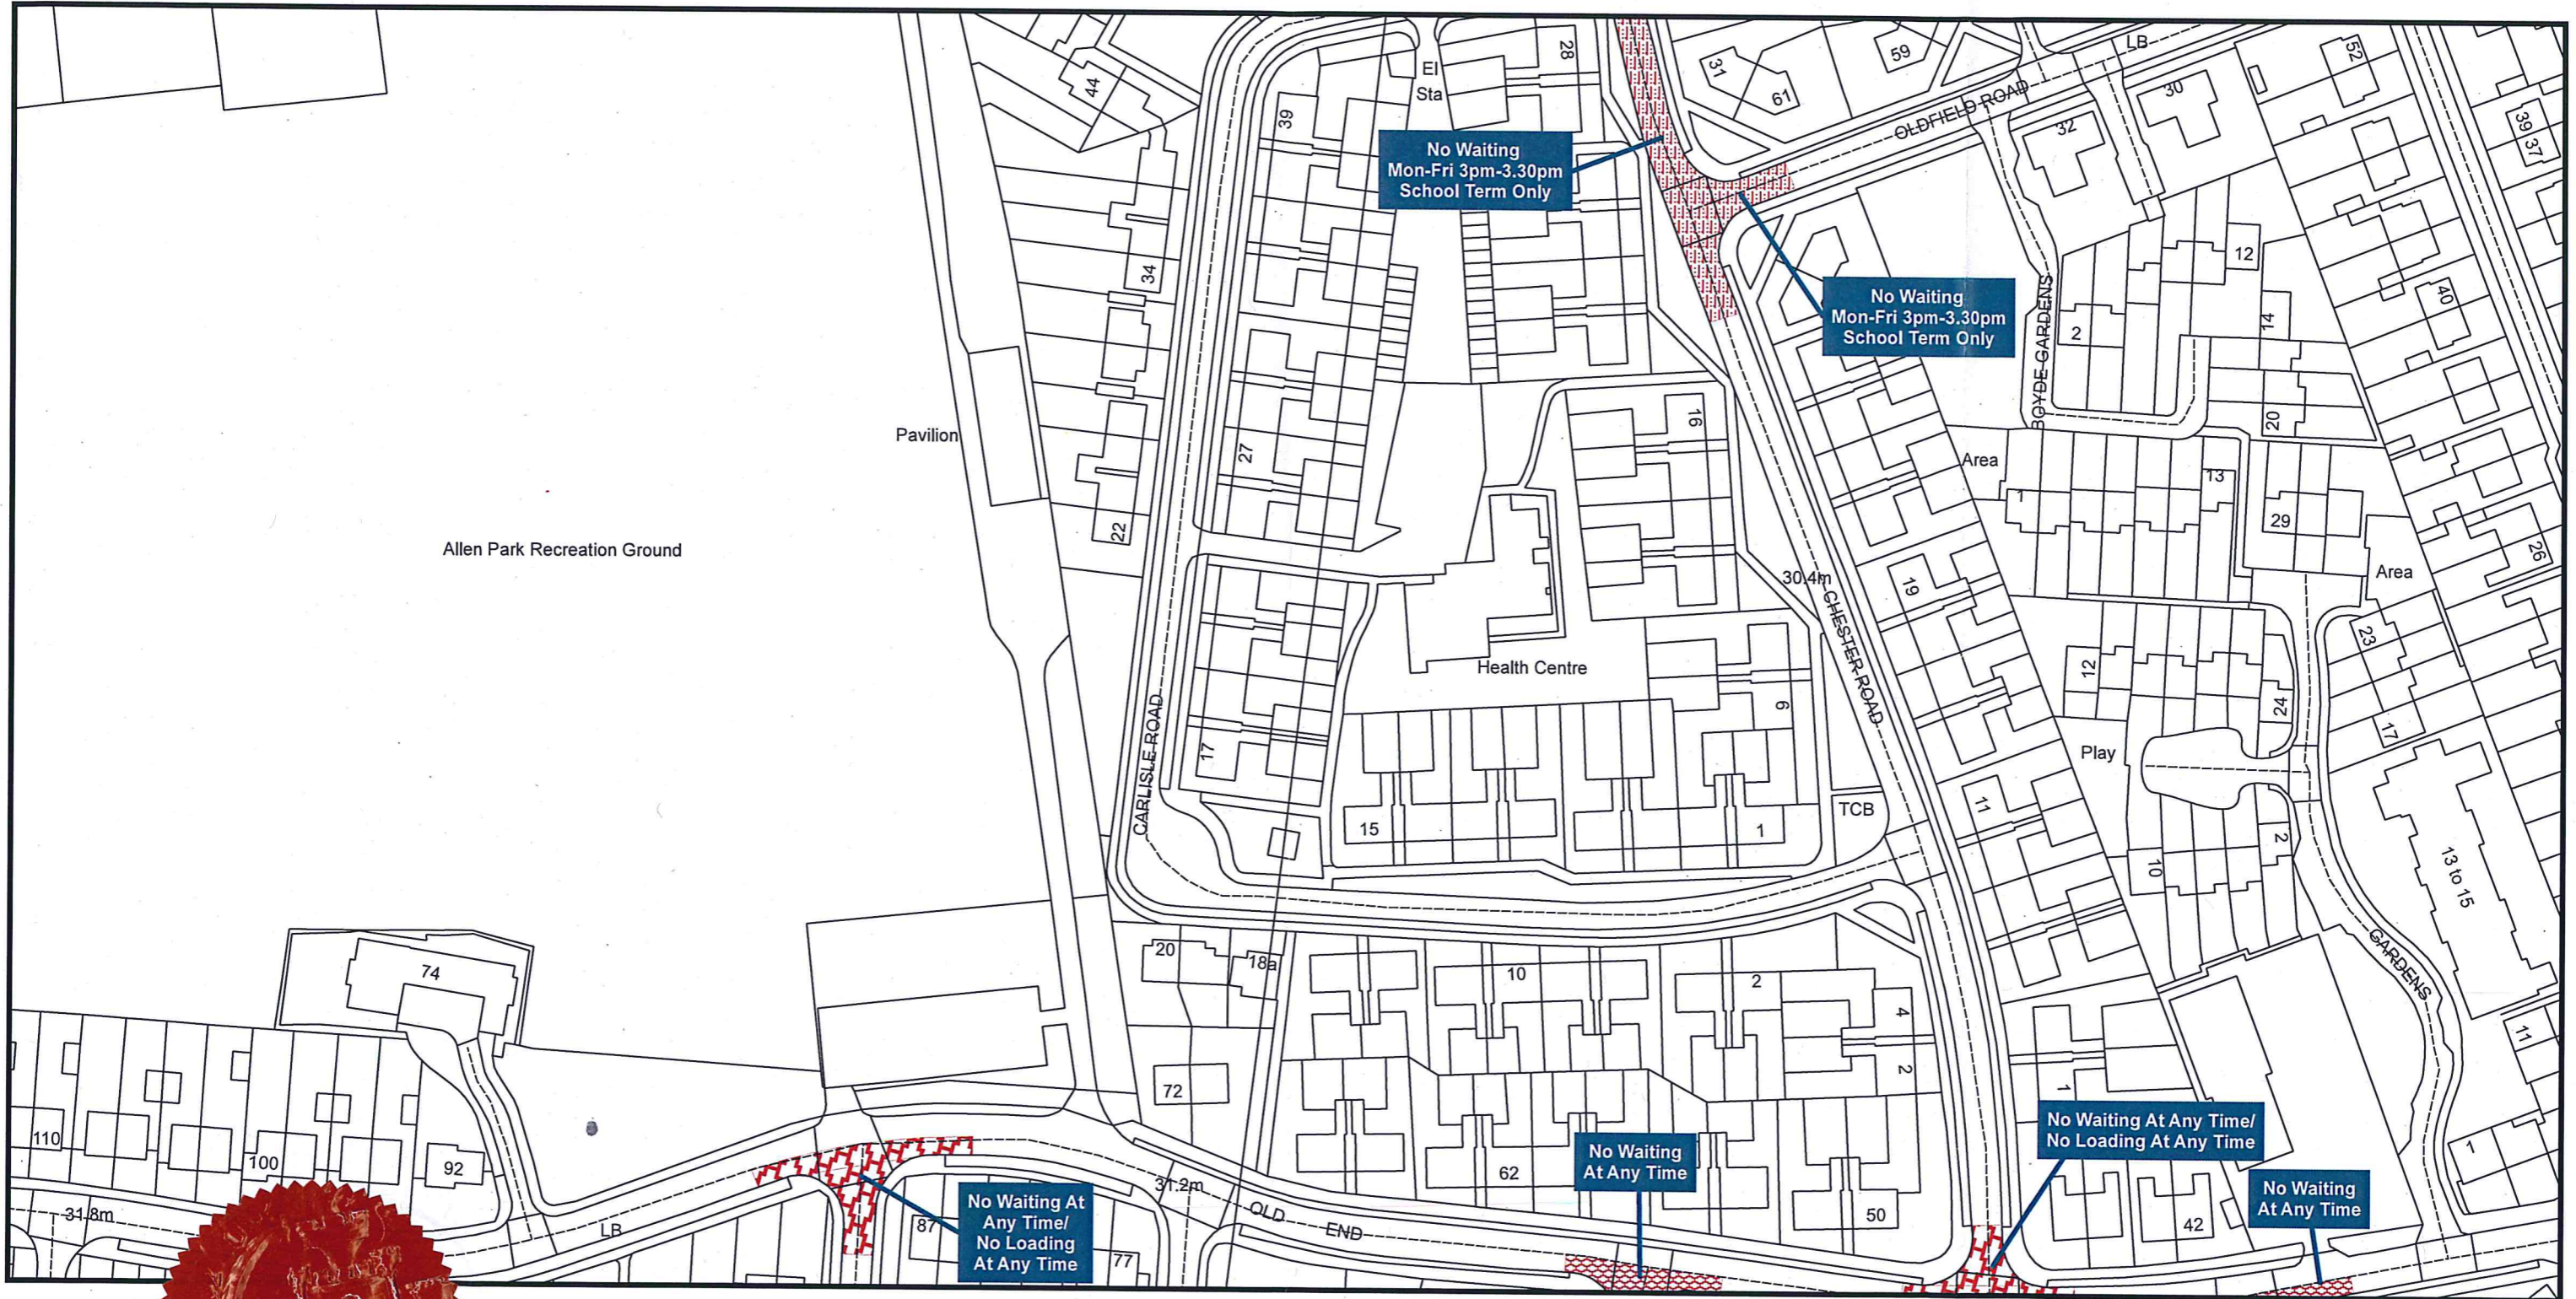 44
El
Sta
28
31
59
61
LB
OLDFIELD ROAD
30
32
52
39
37
39
No Waiting
Mon-Fri 3pm-3.30pm
School Term Only
No Waiting
Mon-Fri 3pm-3.30pm
School Term Only
BOYDE GARDENS
12
14
2
20
40
34
Pavilion
27
16
Area
1
13
29
26
Area
22
Allen Park Recreation Ground
30.4m
CHESTER ROAD
19
12
24
23
17
Health Centre
6
CARLISLE ROAD
17
Play
11
15
1
TCB
10
2
13 to 15
GARDENS
74
20
18a
10
2
4
2
11
1
1
72
110
100
92
62
50
42
31.8m
LB
87
77
31.2m
OLD END
No Waiting At
Any Time/
No Loading
At Any Time
No Waiting
At Any Time
No Waiting At Any Time/
No Loading At Any Time
No Waiting
At Any Time